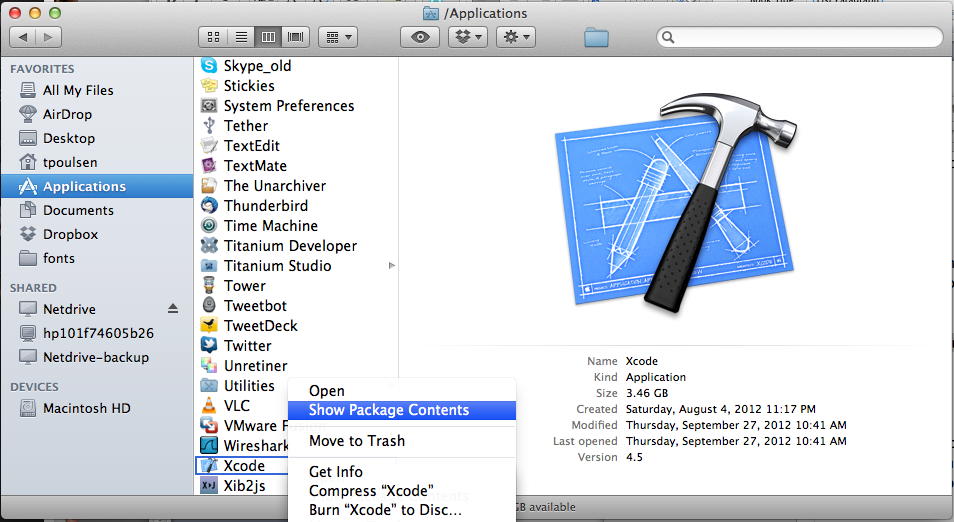 /Applications
FAVORITES
All My Files
AirDrop
Desktop
tpoulsen
Applications
Documents
Dropbox
fonts
SHARED
Netdrive
hp101f74605b26
Netdrive-backup
DEVICES
Macintosh HD
Skype_old
Stickies
System Preferences
Tether
TextEdit
TextMate
The Unarchiver
Thunderbird
Time Machine
Titanium Developer
Titanium Studio
Tower
Tweetbot
TweetDeck
Twitter
Unretiner
Utilities
VLC
VMware Fusion
Wireshark
Xcode
Xib2js
Open
Show Package Contents
Move to Trash
Get Info
Compress “Xcode”
Burn “Xcode” to Disc...
Name Xcode
Kind Application
Size 3.46 GB
Created Saturday, August 4, 2012 11:17 PM
Modified Thursday, September 27, 2012 10:41 AM
Last opened Thursday, September 27, 2012 10:41 AM
Version 4.5
GB available